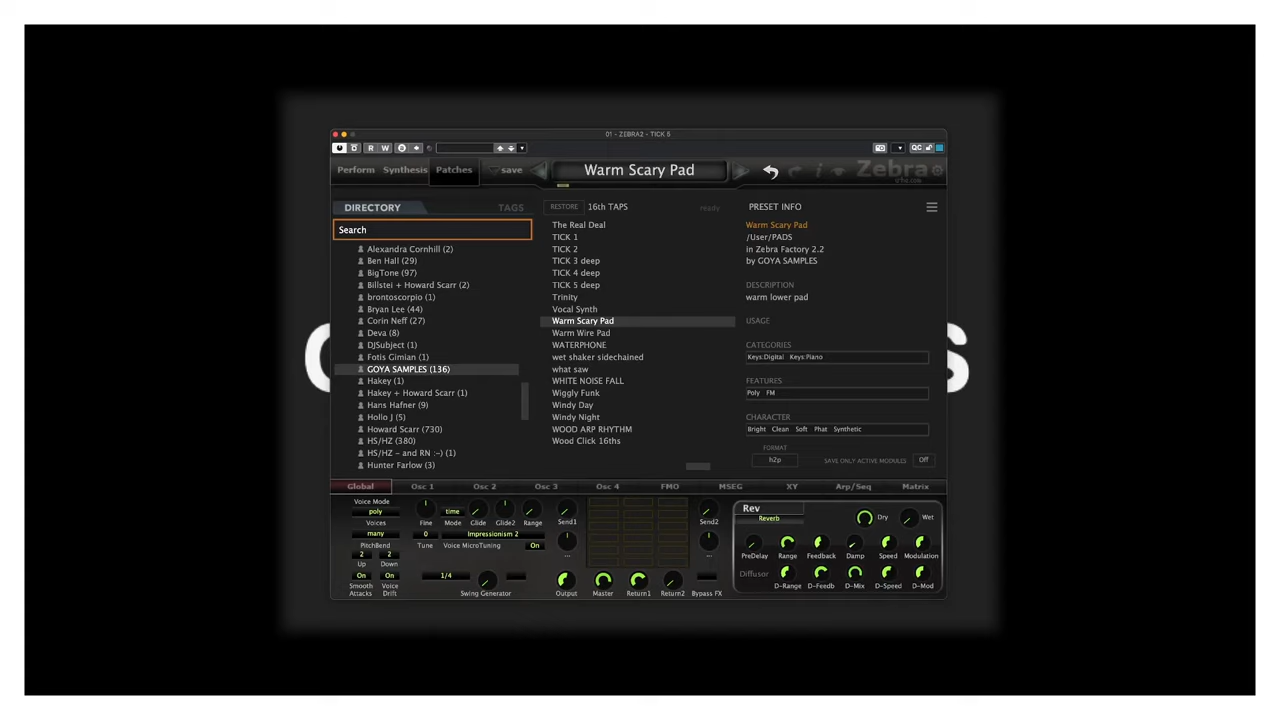 01 - ZEBRA2 - TICK 5
R W QC
Perform Synthesis Patches save Warm Scary Pad Zebra
DIRECTORY TAGS
Search
Alexandra Cornhill (2)
Ben Hall (29)
BigTone (97)
Billstei + Howard Scarr (2)
brontoscorpio (1)
Bryan Lee (44)
Corin Neff (27)
Deva (8)
DJSubject (1)
Fotis Gimian (1)
GOYA SAMPLES (136)
Hakey (1)
Hakey + Howard Scarr (1)
Hans Hafner (9)
Hollo J (5)
Howard Scarr (730)
HS/HZ (380)
HS/HZ - and RN :-) (1)
Hunter Farlow (3)
RESTORE 16th TAPS ready
The Real Deal
TICK 1
TICK 2
TICK 3 deep
TICK 4 deep
TICK 5 deep
Trinity
Vocal Synth
Warm Scary Pad
Warm Wire Pad
WATERPHONE
wet shaker sidechained
what saw
WHITE NOISE FALL
Wiggly Funk
Windy Day
Windy Night
WOOD ARP RHYTHM
Wood Click 16ths
PRESET INFO
Warm Scary Pad
/User/PADS
in Zebra Factory 2.2
by GOYA SAMPLES
DESCRIPTION
warm lower pad
USAGE
CATEGORIES
Keys:Digital Keys:Piano
FEATURES
Poly FM
CHARACTER
Bright Clean Soft Phat Synthetic
FORMAT
h2p SAVE ONLY ACTIVE MODULES Off
Global Osc 1 Osc 2 Osc 3 Osc 4 FMO MSEG XY Arp/Seq Matrix
Voice Mode
poly
Voices
many
PitchBend
2 2
Up Down
On On
Smooth Attacks
Voice Drift
time
Fine Mode Glide Glide2 Range
0 Impressionism 2
Tune Voice MicroTuning On
1/4
Swing Generator
Send1 Send2
... ...
Output Master Return1 Return2 Bypass FX
Rev
Reverb
Dry Wet
PreDelay Range Feedback Damp Speed Modulation
Diffusor
D-Range D-Feedb D-Mix D-Speed D-Mod